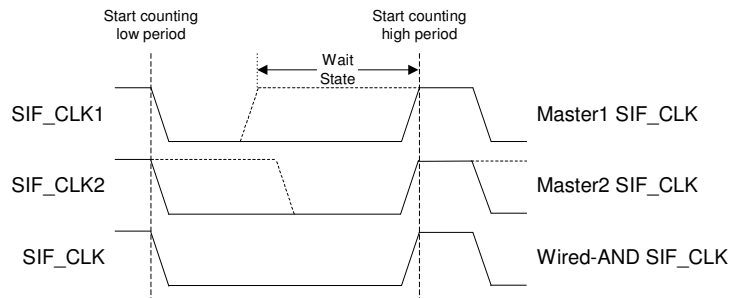 Start counting
low period
Start counting
high period
Wait
State
SIF_CLK1
Master1 SIF_CLK
SIF_CLK2
Master2 SIF_CLK
SIF_CLK
Wired-AND SIF_CLK